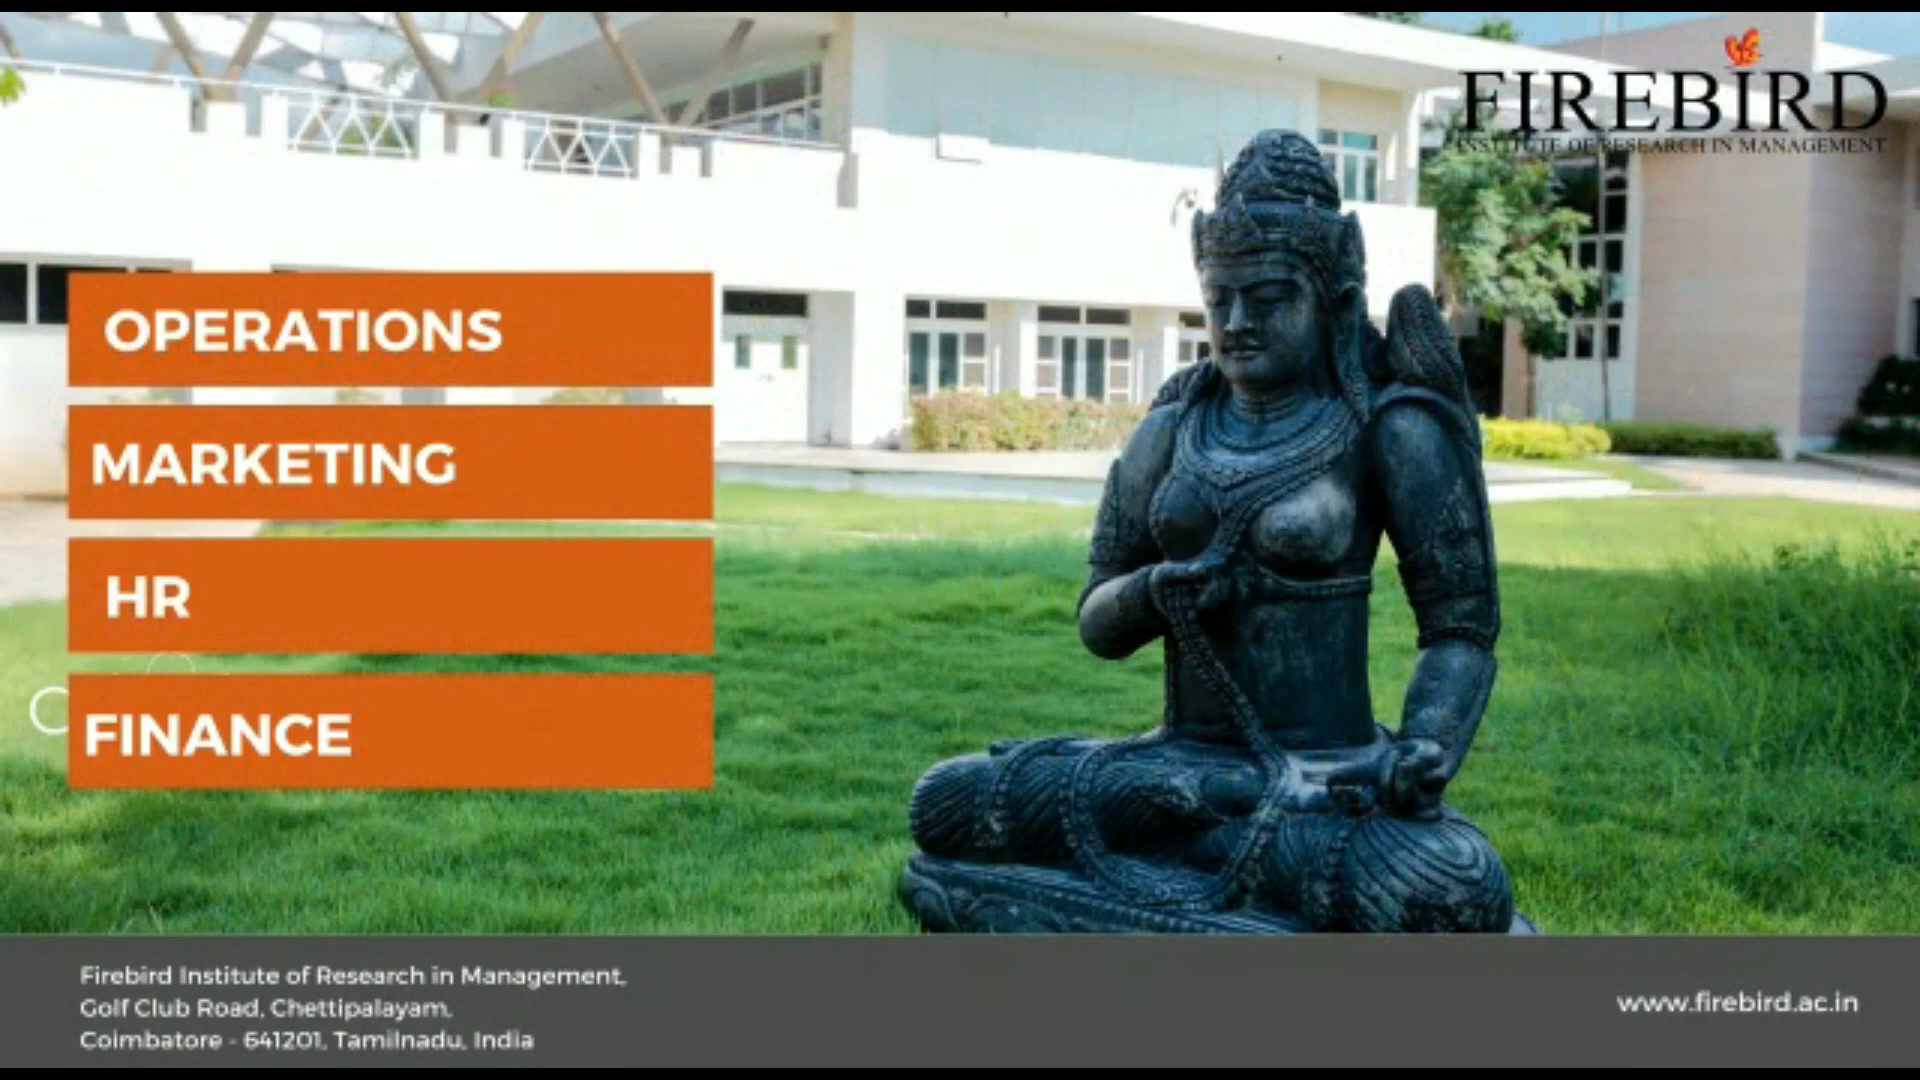 FIREBIRD
INSTITUTE OF RESEARCH IN MANAGEMENT
OPERATIONS
MARKETING
HR
FINANCE
Firebird Institute of Research in Management,
Golf Club Road, Chettipalayam,
Coimbatore - 641201, Tamilnadu, India
www.firebird.ac.in